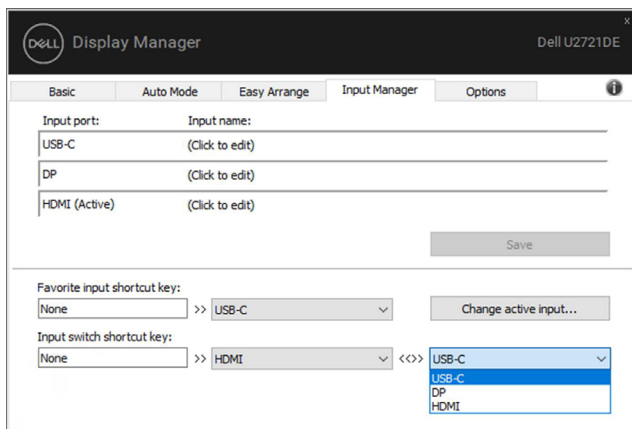 x
DELL Display Manager Dell U2721DE
Basic Auto Mode Easy Arrange Input Manager Options i
Input port: Input name:
USB-C (Click to edit)
DP (Click to edit)
HDMI (Active) (Click to edit)
Save
Favorite input shortcut key:
None >> USB-C Change active input...
Input switch shortcut key:
None >> HDMI <<>> USB-C
USB-C
DP
HDMI